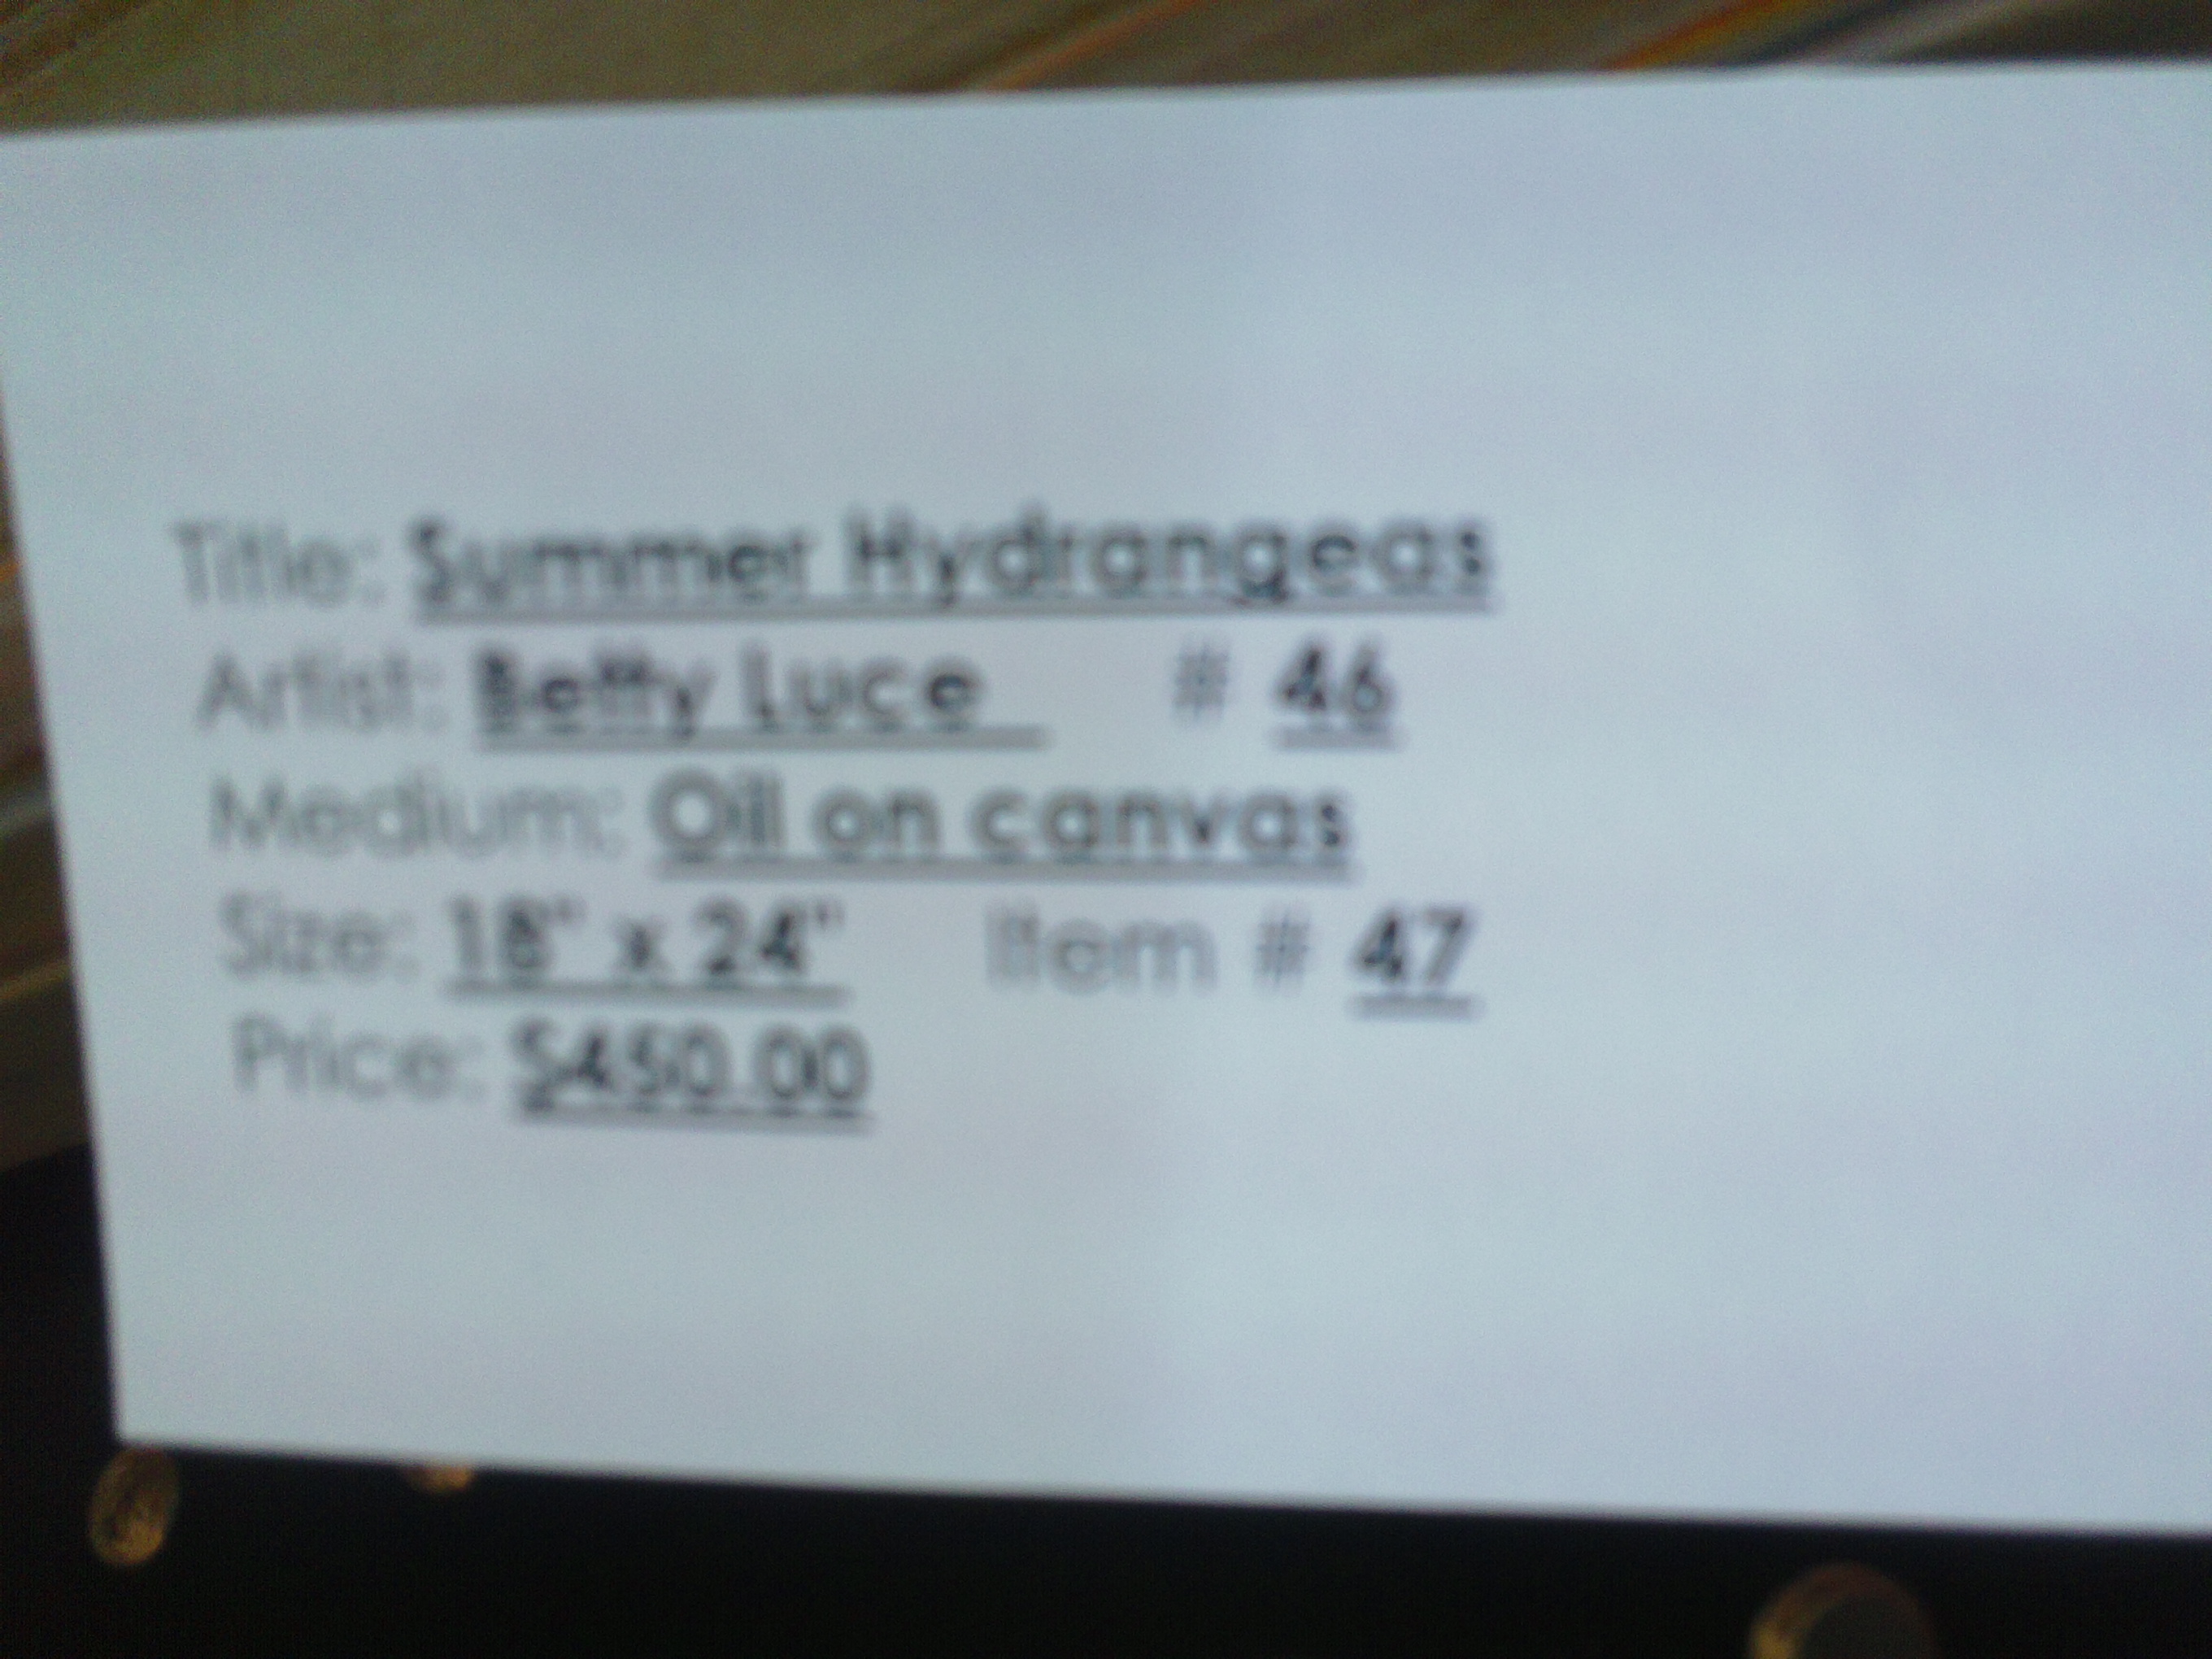 Title: Summer Hydrangeas
Artist: Betty Luce # 46
Medium: Oil on canvas
Size: 18" x 24" Item # 47
Price: $450.00